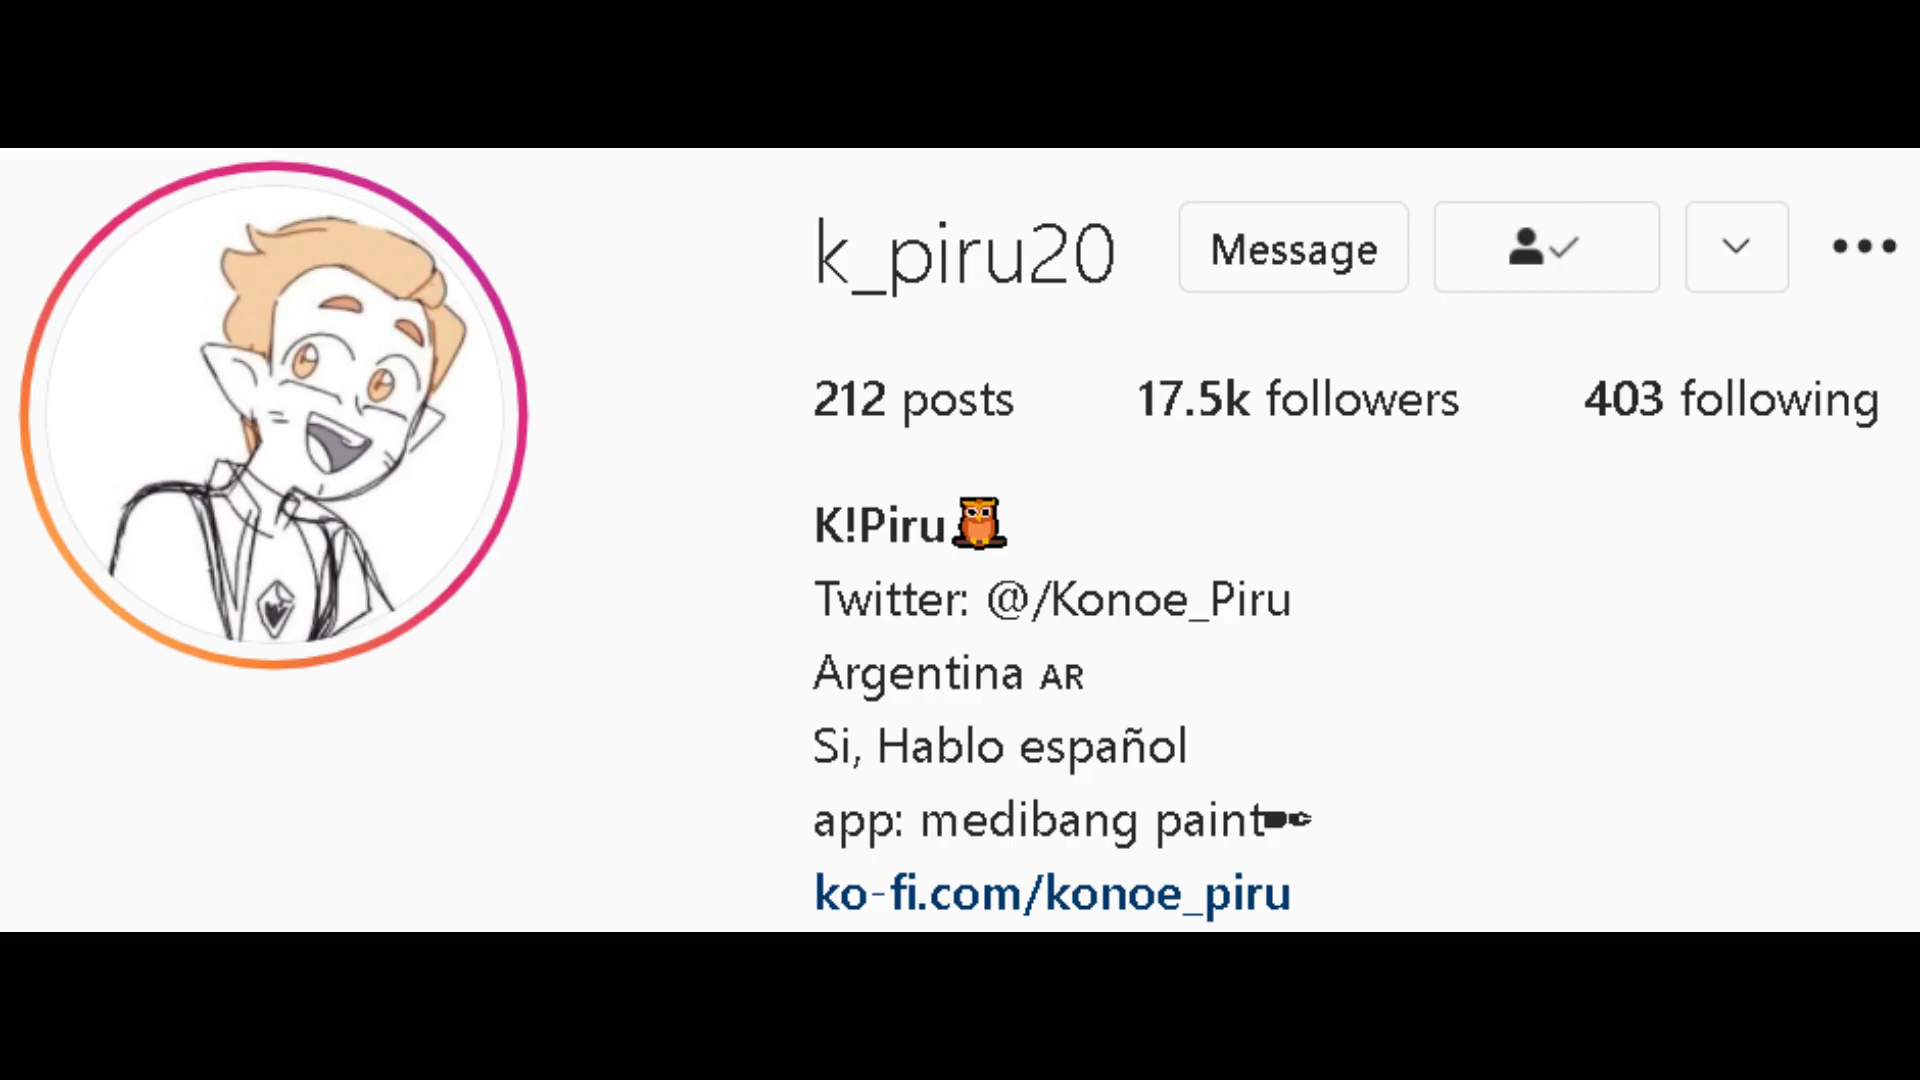 k_piru20 Message
212 posts 17.5k followers 403 following
K!Piru🦉
Twitter: @/Konoe_Piru
Argentina AR
Si, Hablo español
app: medibang paint✒
ko-fi.com/konoe_piru